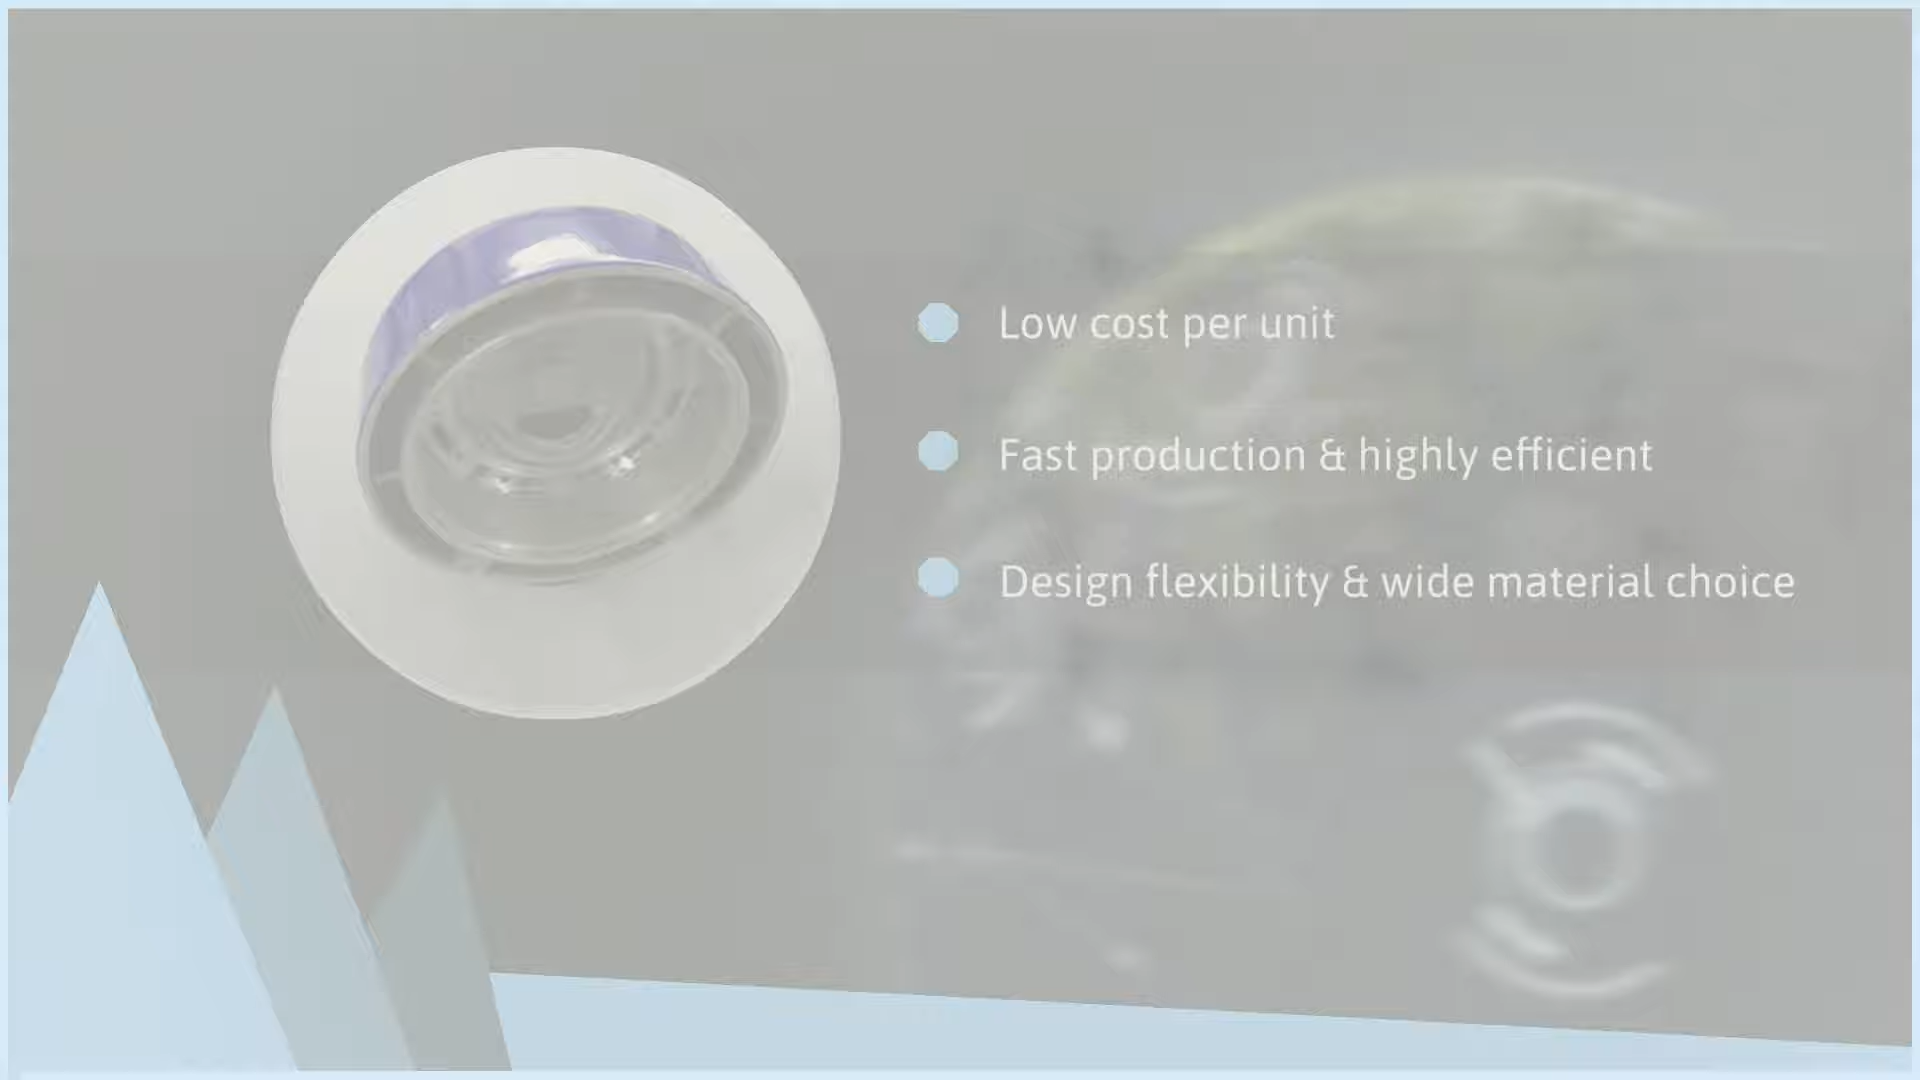 Low cost per unit
Fast production & highly efficient
Design flexibility & wide material choice